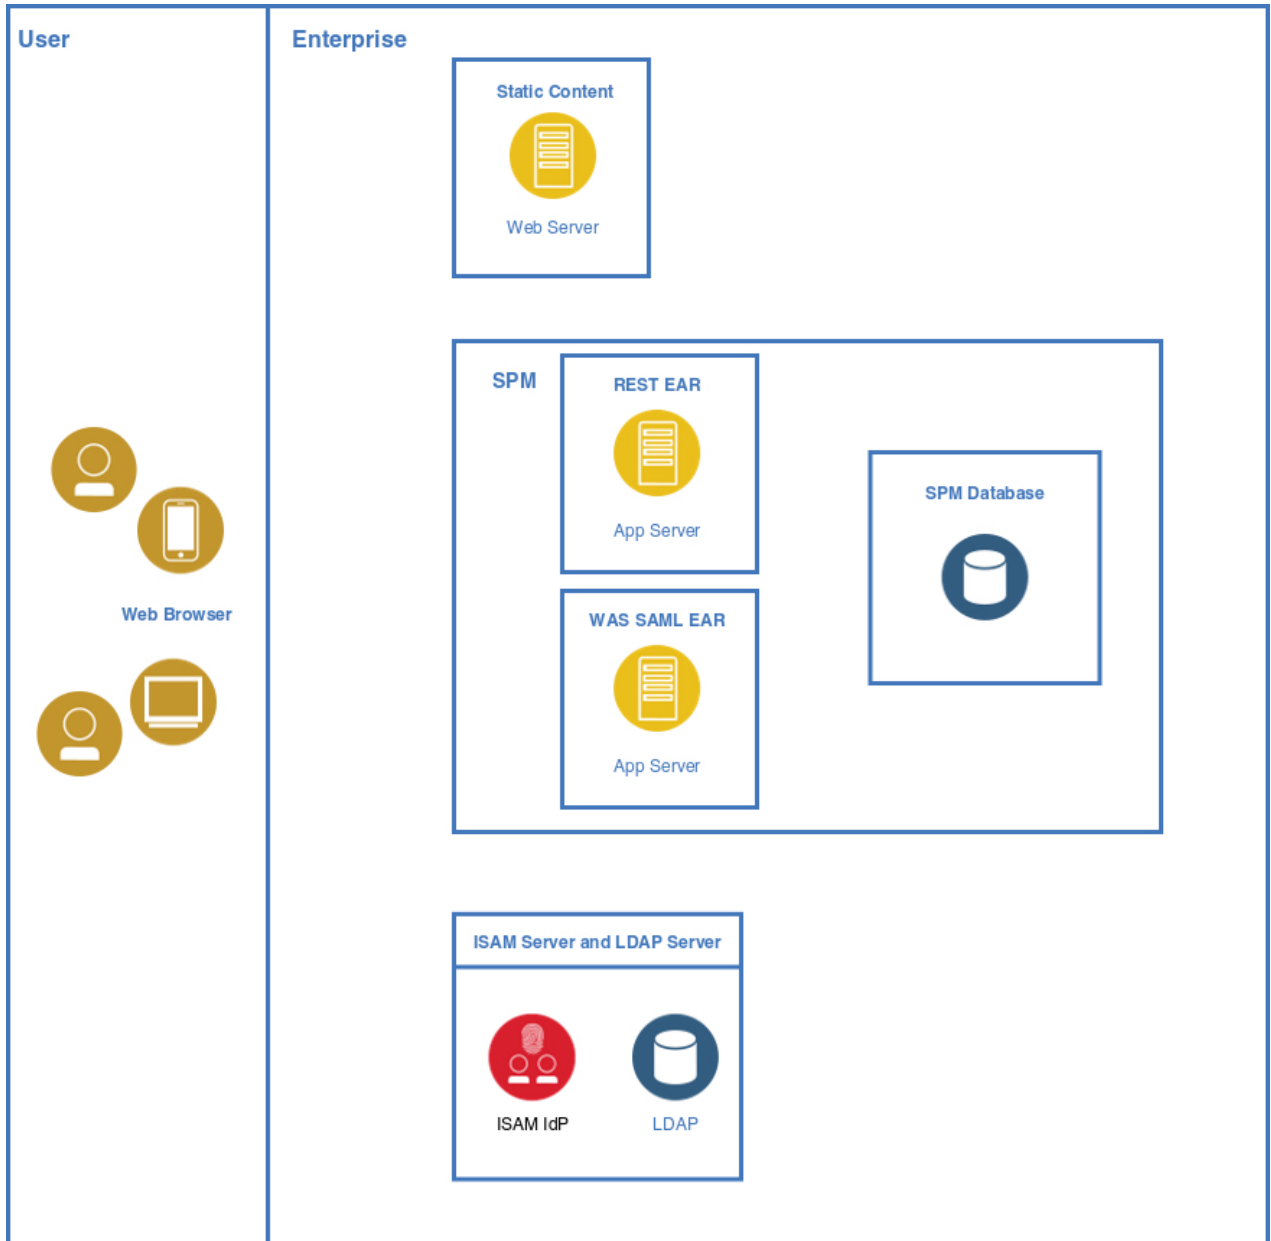 User
Enterprise
Static Content
Web Server
SPM
REST EAR
App Server
SPM Database
Web Browser
WAS SAML EAR
App Server
ISAM Server and LDAP Server
ISAM IdP
LDAP